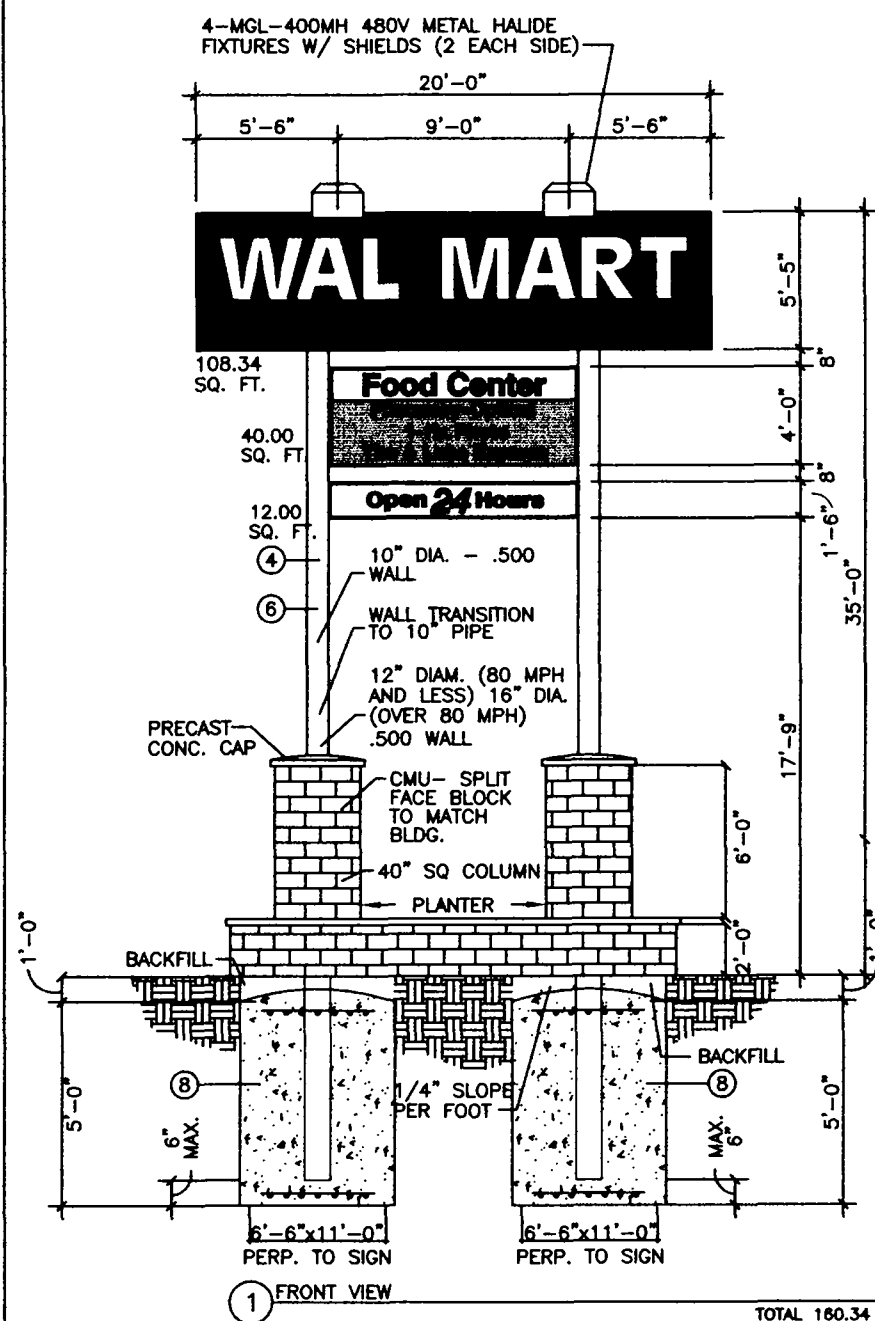 4-MGL-400MH 480V METAL HALIDE
FIXTURES W/ SHIELDS (2 EACH SIDE)
20'-0"
5'-6" 9'-0" 5'-6"
WAL MART
5'-5"
108.34
SQ. FT.
8"
Food Center
4'-0"
40.00
SQ. FT.
8"
Open 24 Hours
12.00
SQ. FT.
1'-6"
35'-0"
4
10" DIA. - .500
WALL
6
WALL TRANSITION
TO 10" PIPE
12" DIAM. (80 MPH
AND LESS) 16" DIA.
(OVER 80 MPH)
.500 WALL
17'-9"
PRECAST
CONC. CAP
CMU- SPLIT
FACE BLOCK
TO MATCH
BLDG.
6'-0"
40" SQ COLUMN
PLANTER
2'-0"
1'-0"
1'-0"
BACKFILL
BACKFILL
8
8
1/4" SLOPE
PER FOOT
5'-0"
6"
MAX.
6"
MAX.
5'-0"
6'-6"x11'-0"
PERP. TO SIGN
6'-6"x11'-0"
PERP. TO SIGN
1 FRONT VIEW
TOTAL 160.34